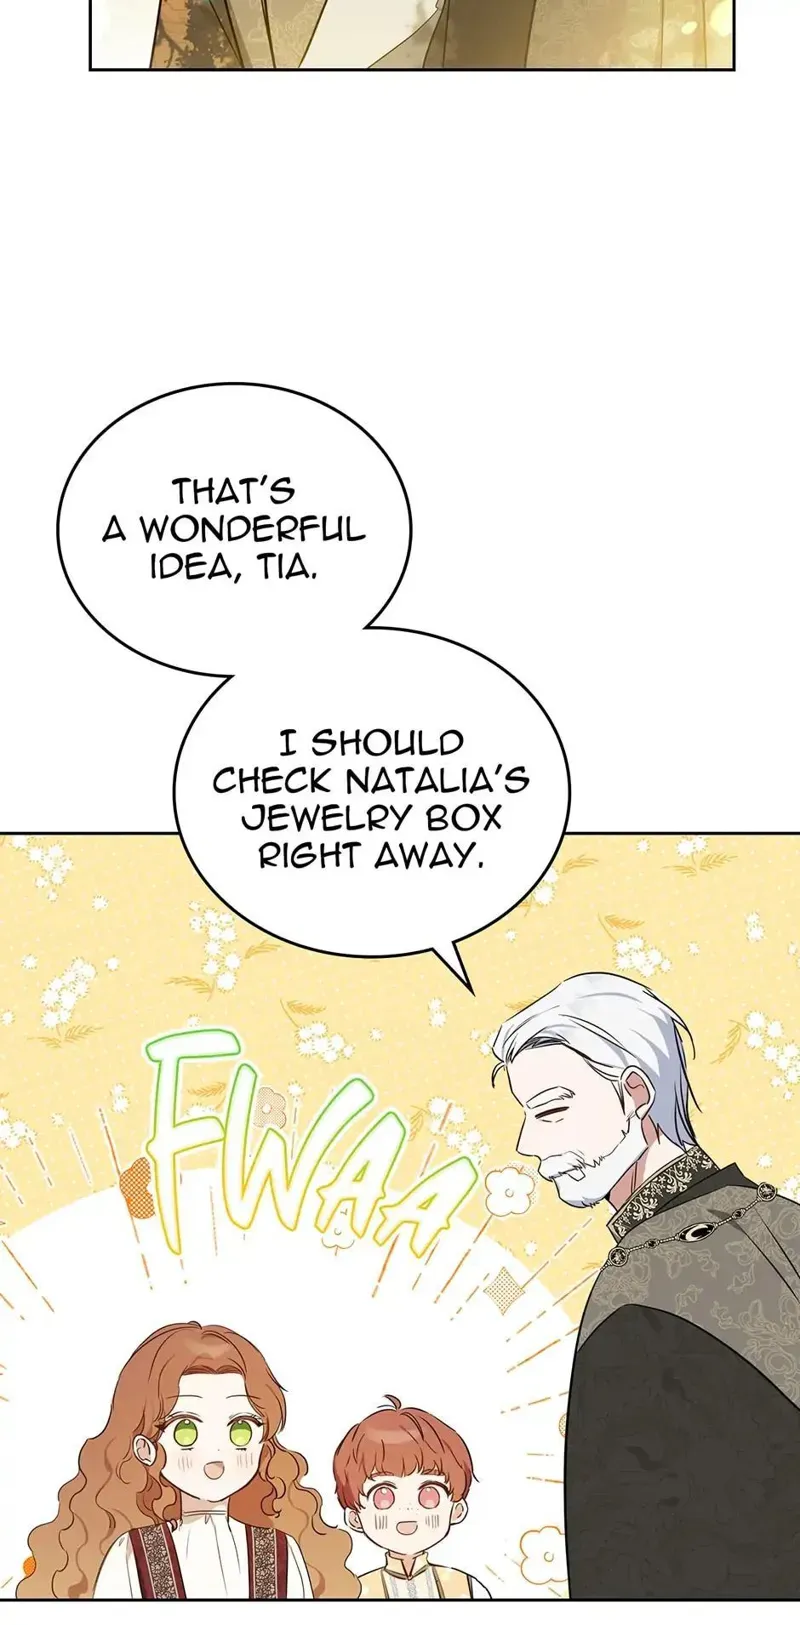 THAT'S
A WONDERFUL
IDEA, TIA.
I SHOULD
CHECK NATALIA'S
JEWELRY BOX
RIGHT AWAY.
FWAA